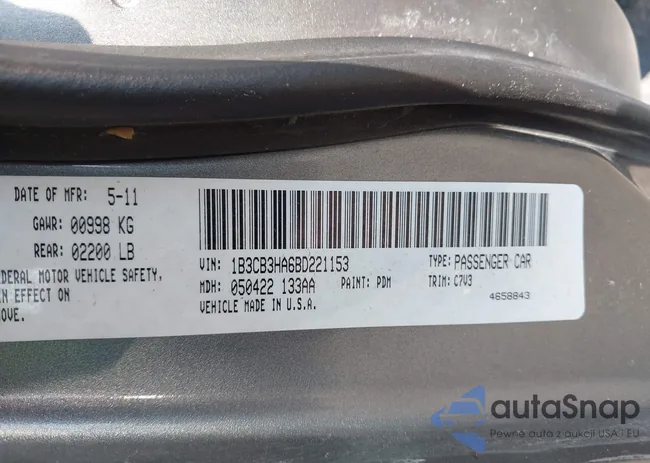 DATE OF MFR: 5-11
GAWR: 00998 KG
REAR: 02200 LB
EDERAL MOTOR VEHICLE SAFETY,
IN EFFECT ON
OVE.
VIN: 1B3CB3HA6BD221153
TYPE: PASSENGER CAR
MDH: 050422 133AA
PAINT: PDM
TRIM: C7V3
VEHICLE MADE IN U.S.A.
4658843
autaSnap
Pewne auta z aukcji USA - EU